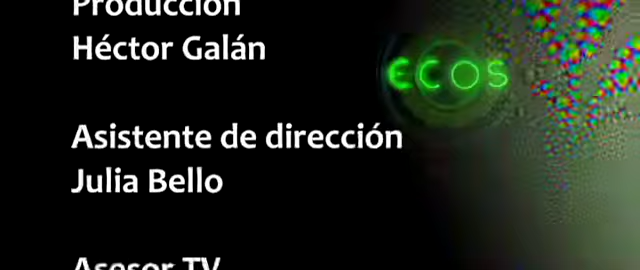 Producción
Héctor Galán
ECOS
Asistente de dirección
Julia Bello
Asesor TV